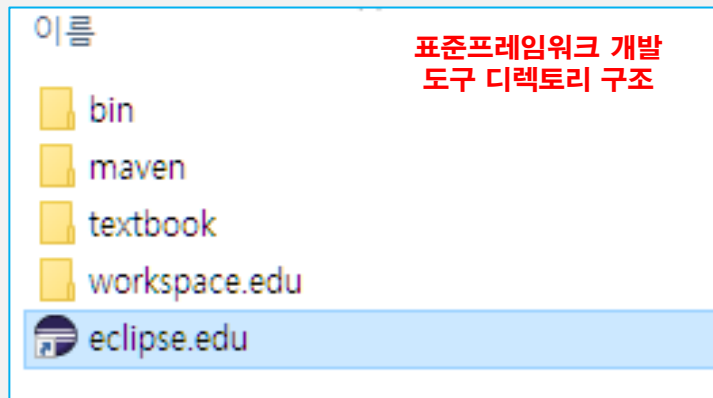 이름
표준프레임워크 개발
도구 디렉토리 구조
bin
maven
textbook
workspace.edu
eclipse.edu